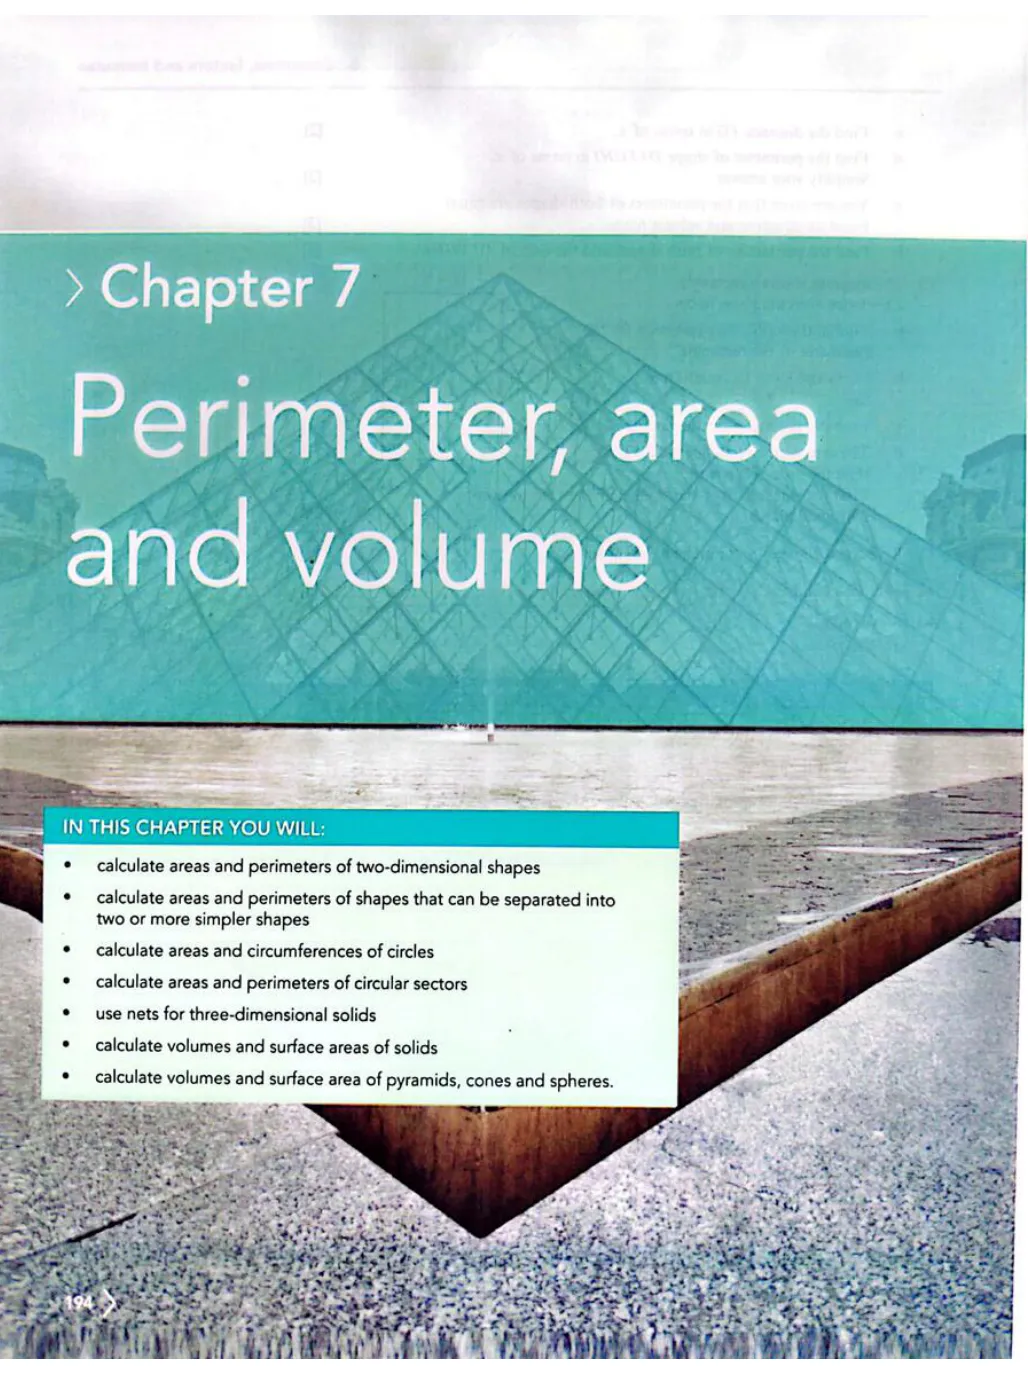 > Chapter 7
Perimeter, area
and volume
IN THIS CHAPTER YOU WILL:
• calculate areas and perimeters of two-dimensional shapes
• calculate areas and perimeters of shapes that can be separated into
two or more simpler shapes
• calculate areas and circumferences of circles
• calculate areas and perimeters of circular sectors
• use nets for three-dimensional solids
• calculate volumes and surface areas of solids
• calculate volumes and surface area of pyramids, cones and spheres.
194 >